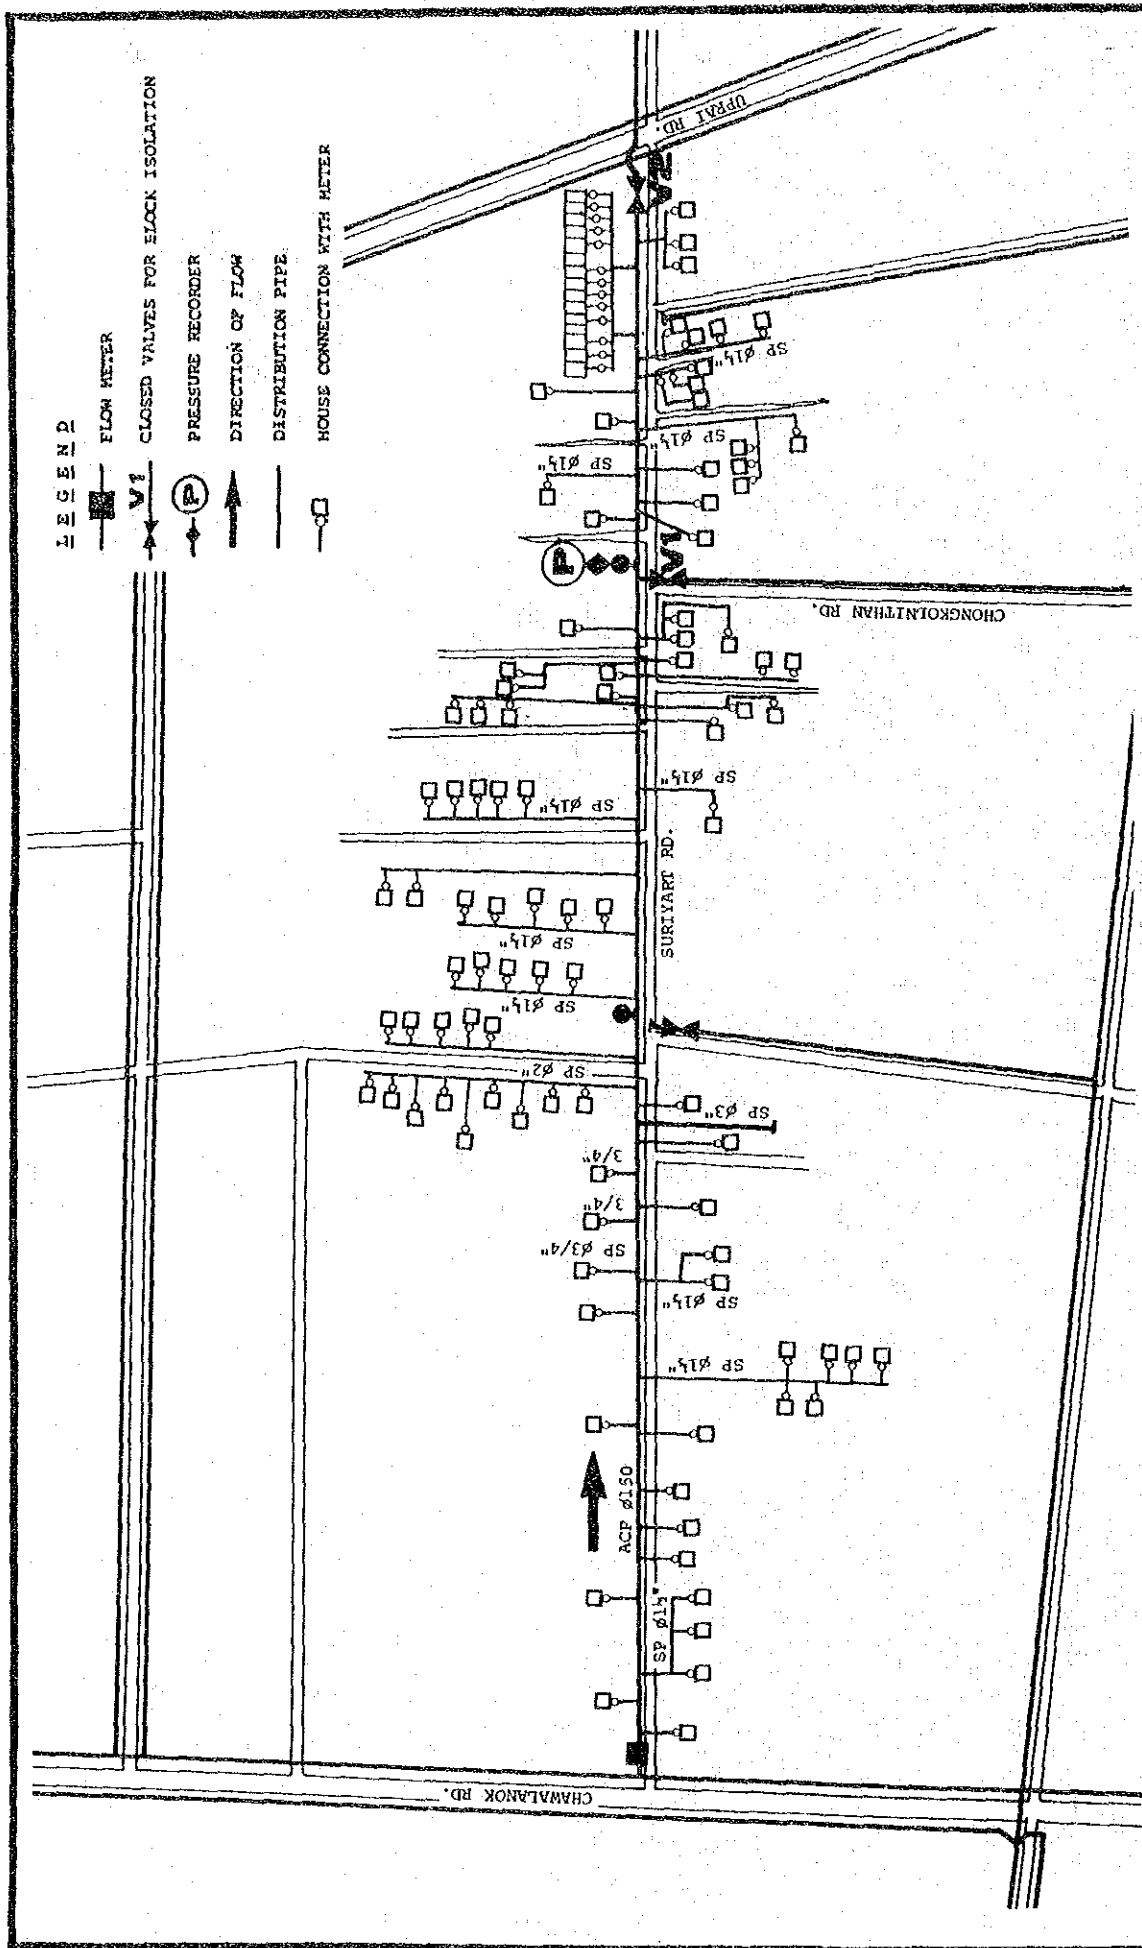 LEGEND
FLOW METER
V1 CLOSED VALVES FOR BLOCK ISOLATION
P PRESSURE RECORDER
DIRECTION OF FLOW
DISTRIBUTION PIPE
HOUSE CONNECTION WITH METER
UPRAI RD.
V2
SP Ø1½"
SP Ø1½"
SP Ø1½"
P
V1
CHONGKOLNITHAN RD.
SP Ø1½"
SP Ø1½"
SURIYART RD.
SP Ø1½"
SP Ø1½"
SP Ø2"
SP Ø3"
3/4"
3/4"
SP Ø3/4"
SP Ø1½"
SP Ø1½"
ACP Ø150
SP Ø1½"
CHAWALANOK RD.